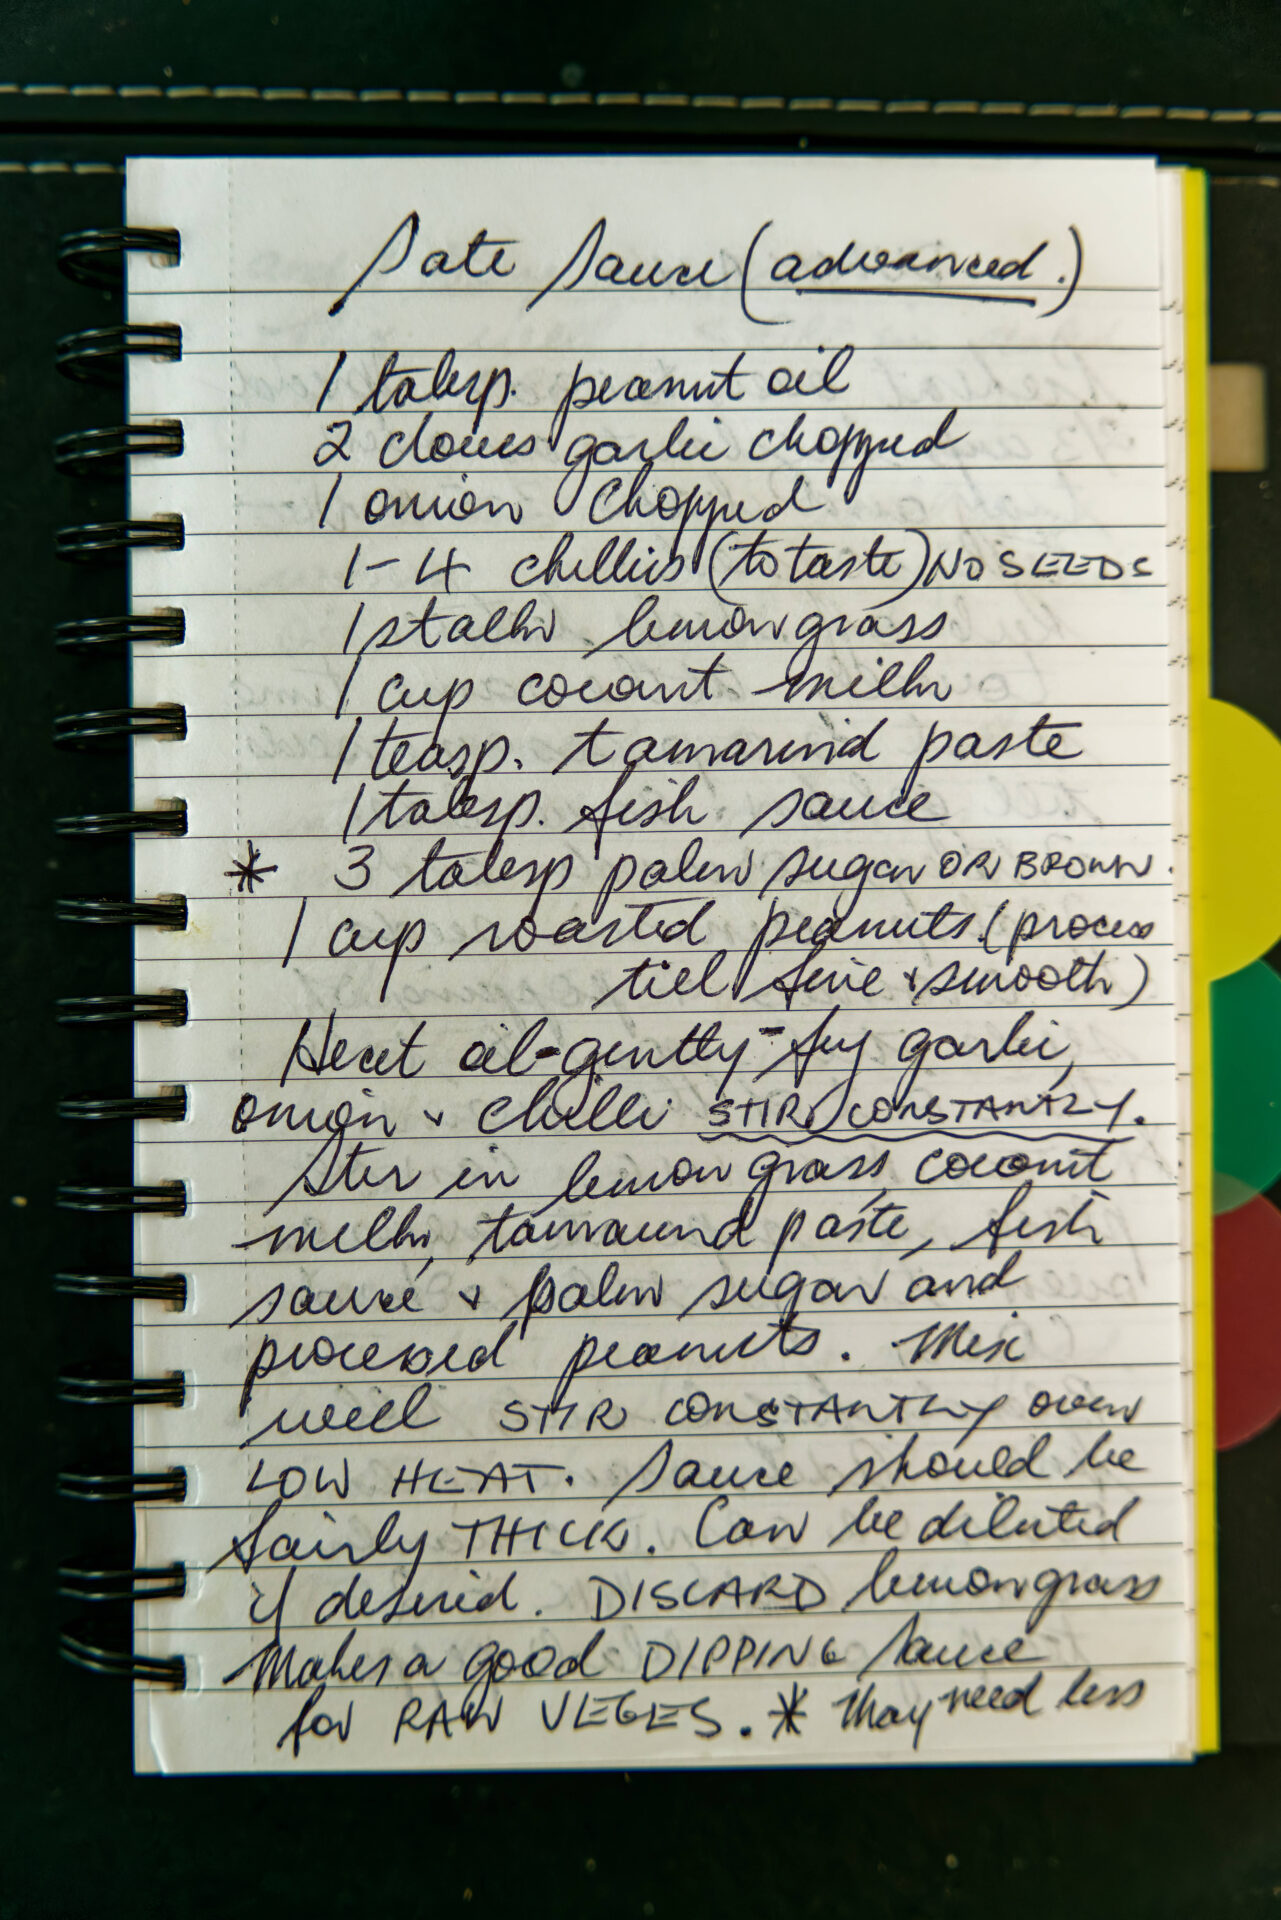 Sate Sauce (advanced.)
1 tabsp. peanut oil
2 cloves garlic chopped
1 onion chopped
1-4 chillies (to taste) NO SEEDS
1 stalk lemongrass
1 cup coconut milk
1 teasp. tamarind paste
1 tabsp. fish sauce
* 3 tabsp palm sugar OR BROWN.
1 cup roasted peanuts (process
till fine + smooth)
Heat oil-gently-fry garlic,
onion + chilli STIR CONSTANTLY.
Stir in lemongrass, coconut
milk, tamarind paste, fish
sauce + palm sugar and
processed peanuts. Mix
well STIR CONSTANTLY over
LOW HEAT. Sauce should be
fairly THICK. Can be diluted
if desired. DISCARD lemongrass
Makes a good DIPPING sauce
for RAW VEGES. * May need less